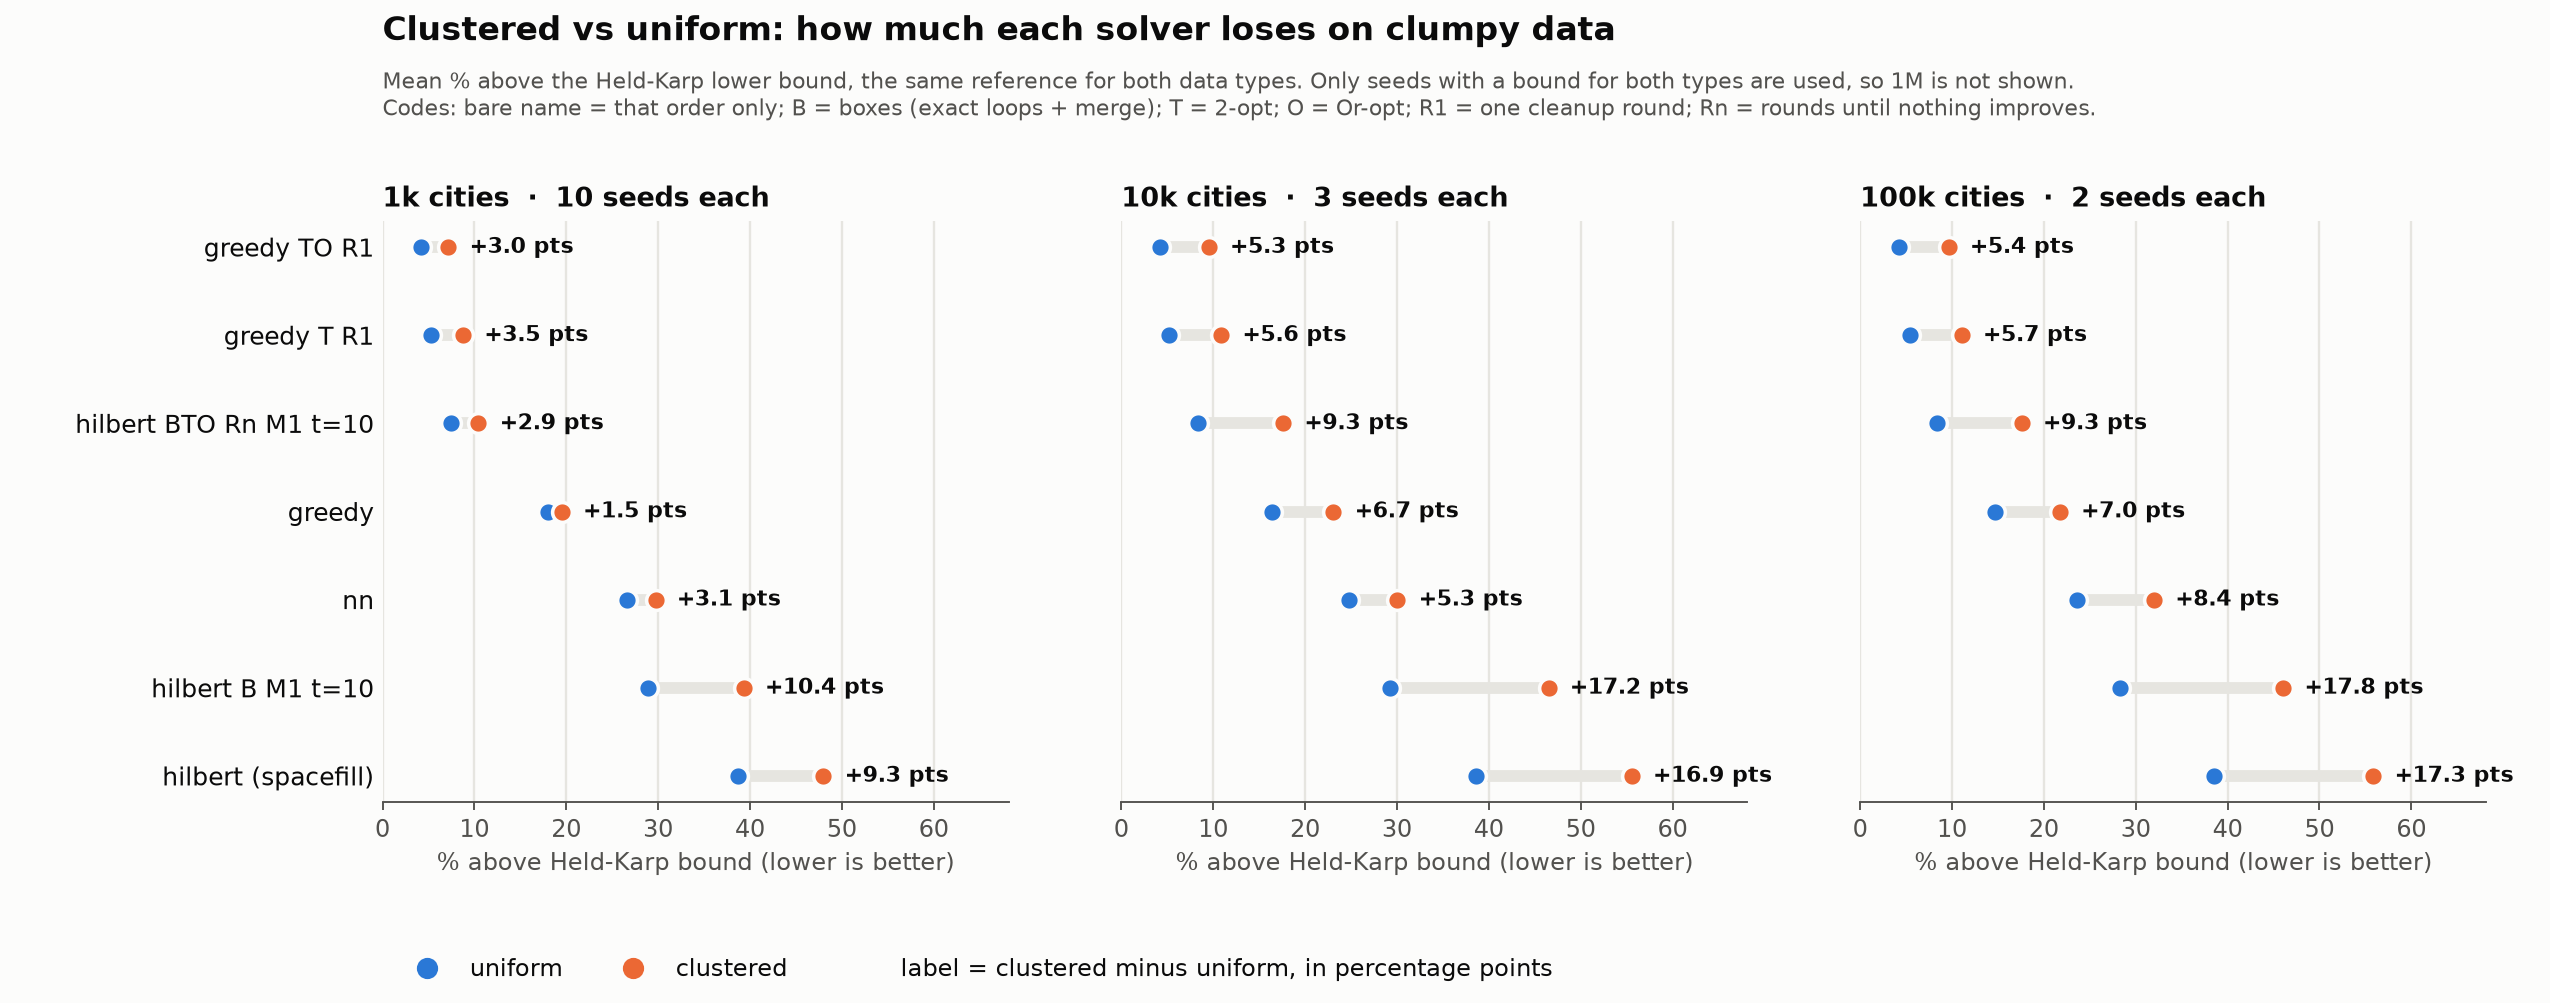 Clustered vs uniform: how much each solver loses on clumpy data
Mean % above the Held-Karp lower bound, the same reference for both data types. Only seeds with a bound for both types are used, so 1M is not shown.
Codes: bare name = that order only; B = boxes (exact loops + merge); T = 2-opt; O = Or-opt; R1 = one cleanup round; Rn = rounds until nothing improves.
1k cities · 10 seeds each
10k cities · 3 seeds each
100k cities · 2 seeds each
greedy TO R1
+3.0 pts
+5.3 pts
+5.4 pts
greedy T R1
+3.5 pts
+5.6 pts
+5.7 pts
hilbert BTO Rn M1 t=10
+2.9 pts
+9.3 pts
+9.3 pts
greedy
+1.5 pts
+6.7 pts
+7.0 pts
nn
+3.1 pts
+5.3 pts
+8.4 pts
hilbert B M1 t=10
+10.4 pts
+17.2 pts
+17.8 pts
hilbert (spacefill)
+9.3 pts
+16.9 pts
+17.3 pts
0 10 20 30 40 50 60
0 10 20 30 40 50 60
0 10 20 30 40 50 60
% above Held-Karp bound (lower is better)
% above Held-Karp bound (lower is better)
% above Held-Karp bound (lower is better)
uniform
clustered
label = clustered minus uniform, in percentage points